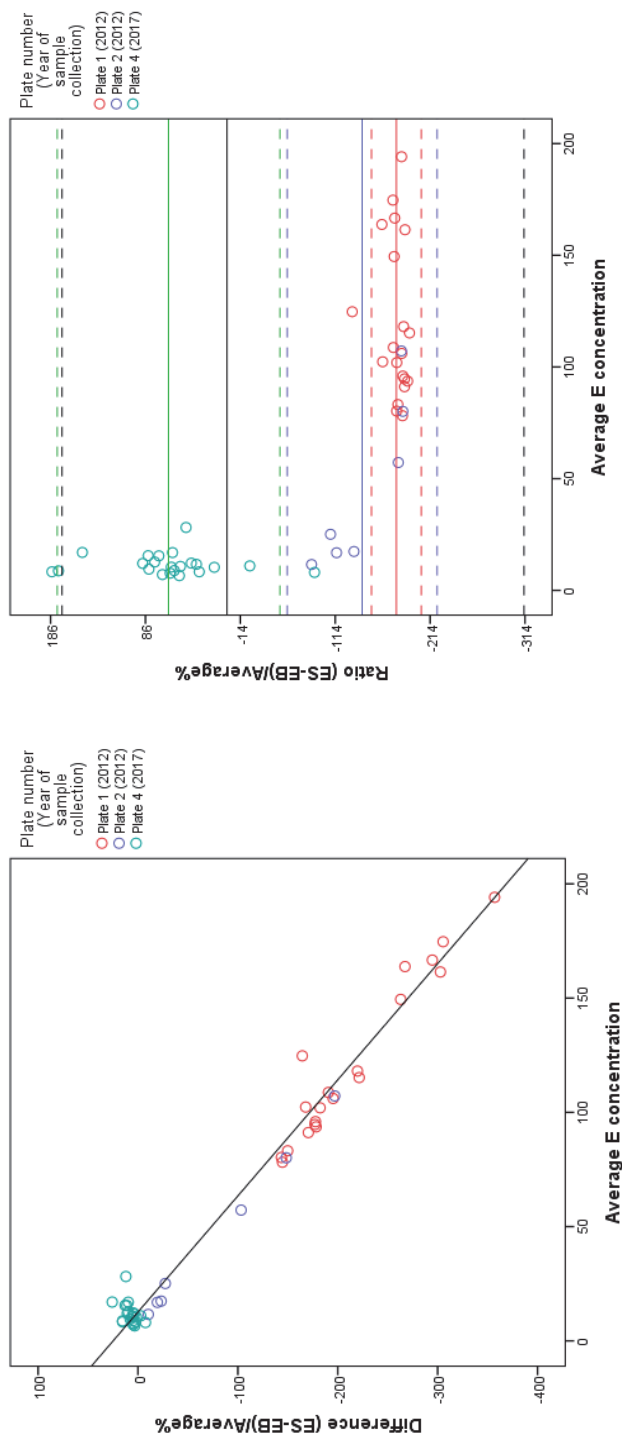 Plate number
(Year of
sample
collection)
Plate 1 (2012)
Plate 2 (2012)
Plate 4 (2017)
100
0
-100
-200
-300
-400
Difference (ES-EB)/Average%
0
50
100
150
200
Average E concentration
Plate number
(Year of
sample
collection)
Plate 1 (2012)
Plate 2 (2012)
Plate 4 (2017)
186
86
-14
-114
-214
-314
Ratio (ES-EB)/Average%
0
50
100
150
200
Average E concentration